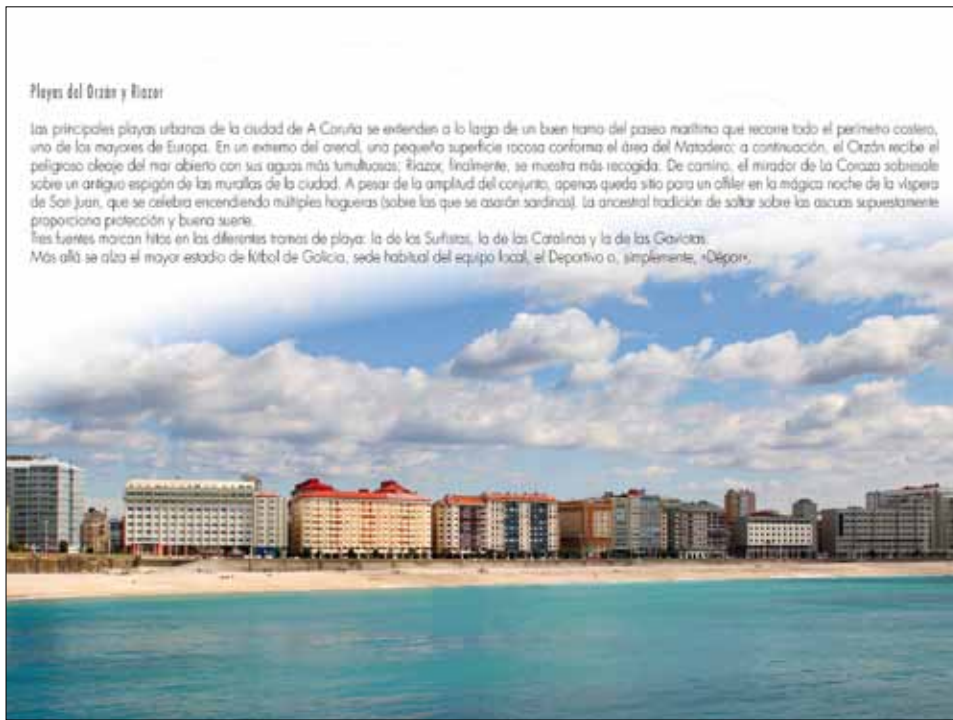 Playas del Orzán y Riazor
Las principales playas urbanas de la ciudad de A Coruña se extienden a lo largo de un buen tramo del paseo marítimo que recorre todo el perímetro costero,
uno de los mayores de Europa. En un extremo del arenal, una pequeña superficie rocosa conforma el área del Matadero; a continuación, el Orzán recibe el
peligroso oleaje del mar abierto con sus aguas más tumultuosas; Riazor, finalmente, se muestra más recogida. De camino, el mirador de La Coraza sobresale
sobre un antiguo espigón de las murallas de la ciudad. A pesar de la amplitud del conjunto, apenas queda sitio para un alfiler en la mágica noche de la víspera
de San Juan, que se celebra encendiendo múltiples hogueras (sobre las que se asarán sardinas). La ancestral tradición de saltar sobre las ascuas supuestamente
proporciona protección y buena suerte.
Tres fuentes marcan hitos en los diferentes tramos de playa: la de los Surfistas, la de las Catalinas y la de las Gaviotas.
Más allá se alza el mayor estadio de fútbol de Galicia, sede habitual del equipo local, el Deportivo o, simplemente, «Dépor».